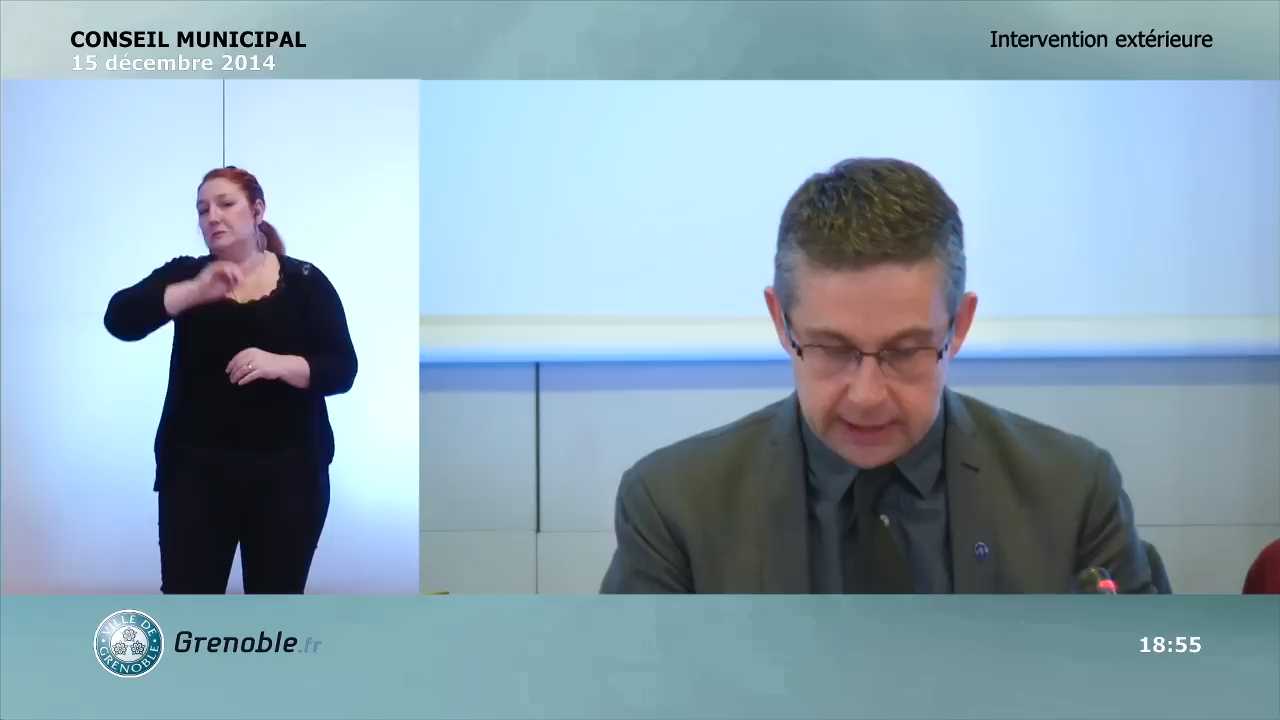 CONSEIL MUNICIPAL
15 décembre 2014
Intervention extérieure
VILLE DE
GRENOBLE
Grenoble.fr
18:55